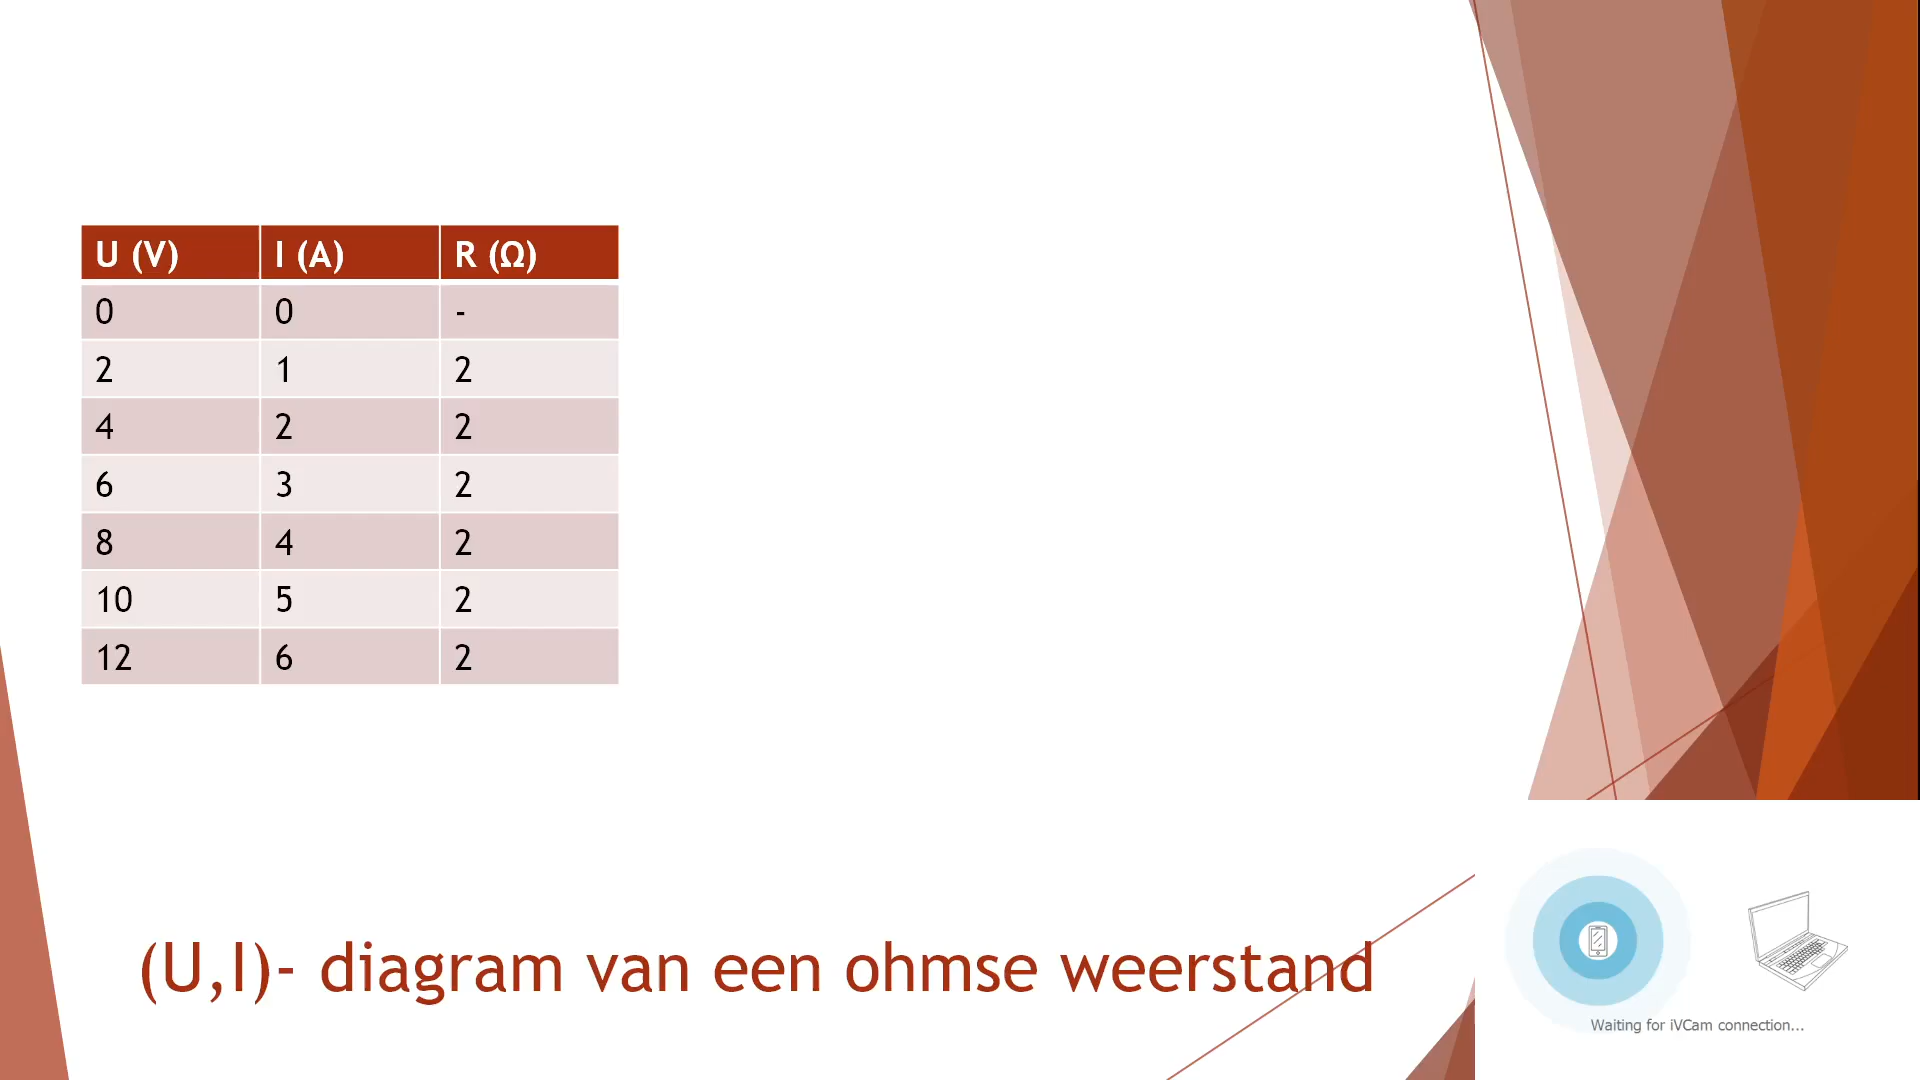 U (V) I (A) R (Ω)
0 0 -
2 1 2
4 2 2
6 3 2
8 4 2
10 5 2
12 6 2
(U,I)- diagram van een ohmse weerstand
Waiting for iVCam connection...